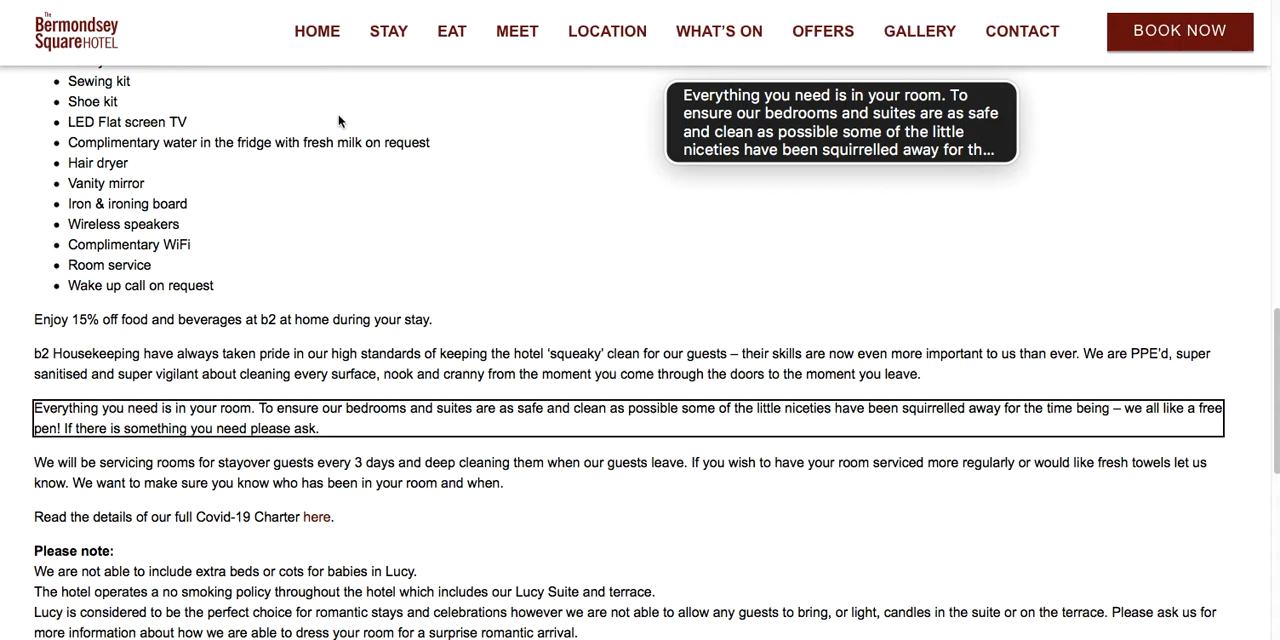 The
Bermondsey
SquareHOTEL
HOME STAY EAT MEET LOCATION WHAT'S ON OFFERS GALLERY CONTACT BOOK NOW
Sewing kit
Shoe kit
LED Flat screen TV
Complimentary water in the fridge with fresh milk on request
Hair dryer
Vanity mirror
Iron & ironing board
Wireless speakers
Complimentary WiFi
Room service
Wake up call on request
Everything you need is in your room. To
ensure our bedrooms and suites are as safe
and clean as possible some of the little
niceties have been squirrelled away for th...
Enjoy 15% off food and beverages at b2 at home during your stay.
b2 Housekeeping have always taken pride in our high standards of keeping the hotel ‘squeaky’ clean for our guests – their skills are now even more important to us than ever. We are PPE’d, super
sanitised and super vigilant about cleaning every surface, nook and cranny from the moment you come through the doors to the moment you leave.
Everything you need is in your room. To ensure our bedrooms and suites are as safe and clean as possible some of the little niceties have been squirrelled away for the time being – we all like a free
pen! If there is something you need please ask.
We will be servicing rooms for stayover guests every 3 days and deep cleaning them when our guests leave. If you wish to have your room serviced more regularly or would like fresh towels let us
know. We want to make sure you know who has been in your room and when.
Read the details of our full Covid-19 Charter here.
Please note:
We are not able to include extra beds or cots for babies in Lucy.
The hotel operates a no smoking policy throughout the hotel which includes our Lucy Suite and terrace.
Lucy is considered to be the perfect choice for romantic stays and celebrations however we are not able to allow any guests to bring, or light, candles in the suite or on the terrace. Please ask us for
more information about how we are able to dress your room for a surprise romantic arrival.